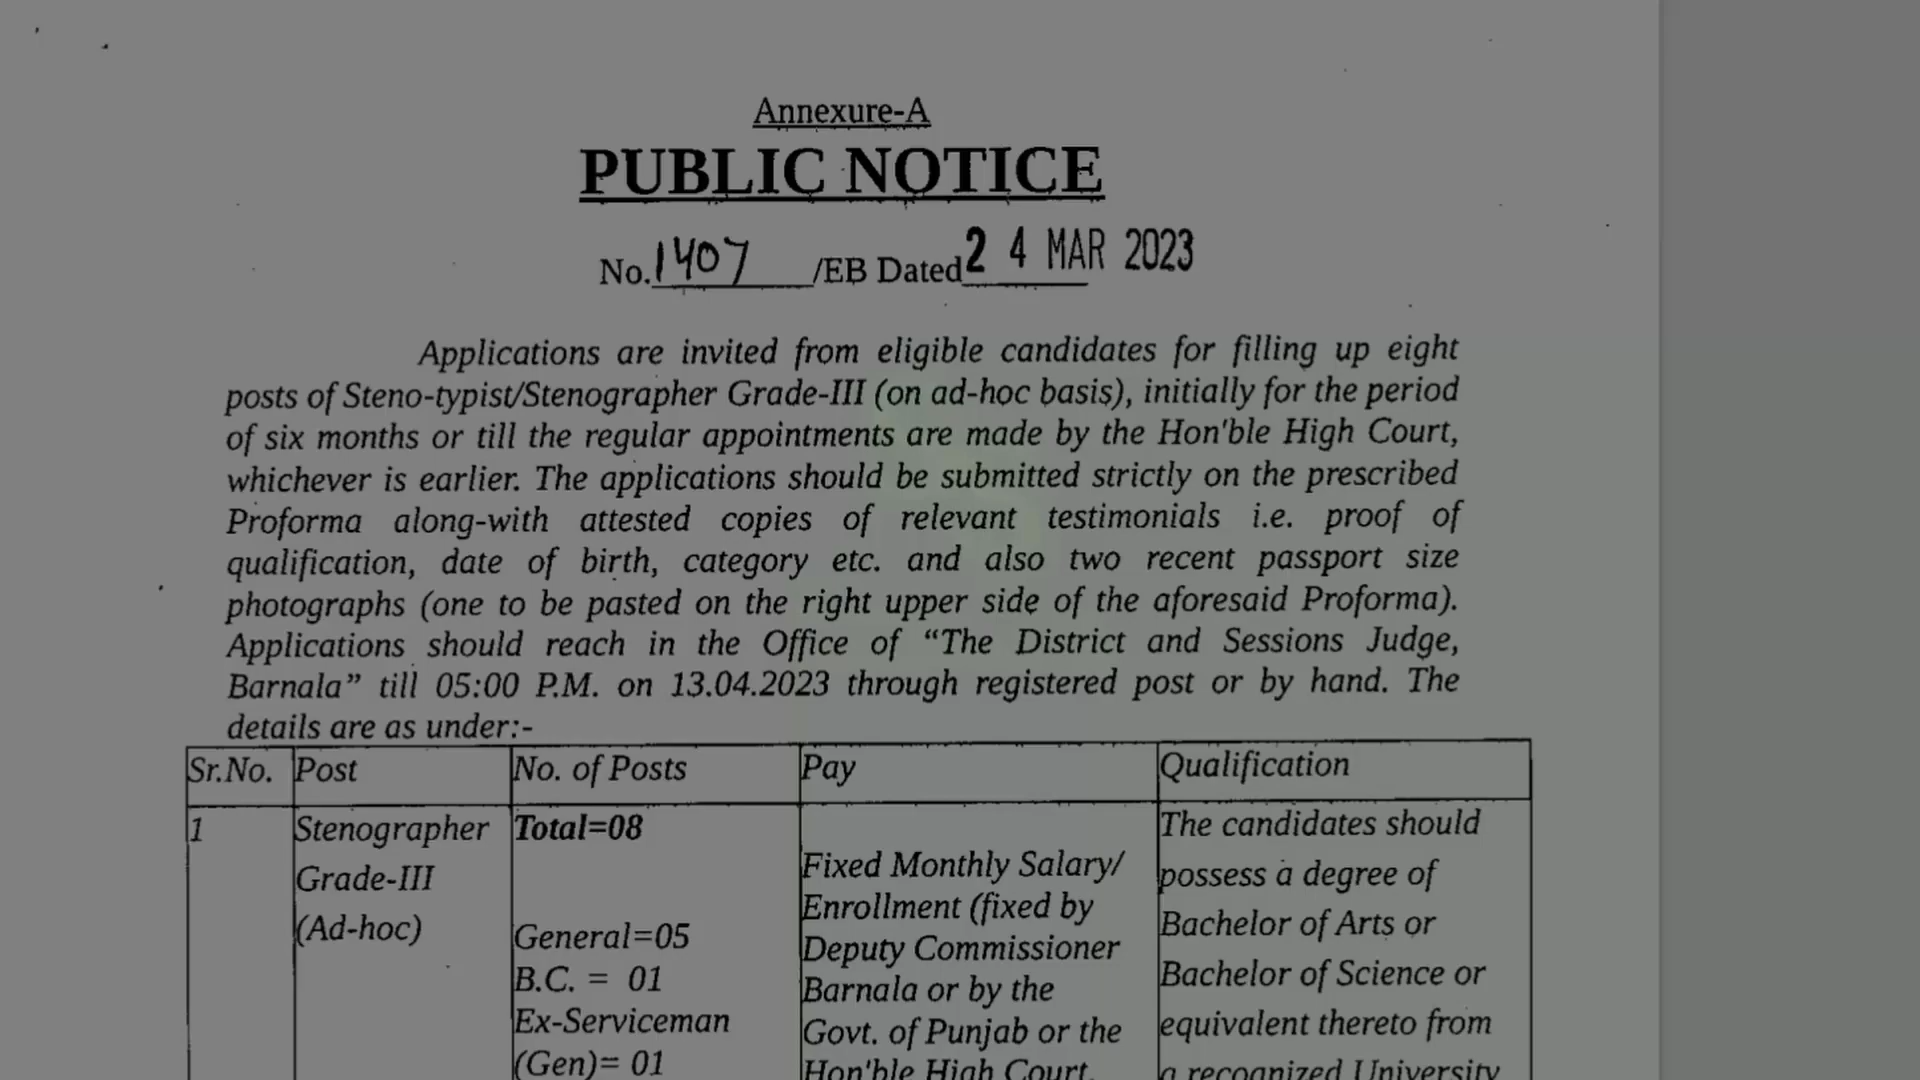 Annexure-A
PUBLIC NOTICE
No.1407 /EB Dated 24 MAR 2023
Applications are invited from eligible candidates for filling up eight
posts of Steno-typist/Stenographer Grade-III (on ad-hoc basis), initially for the period
of six months or till the regular appointments are made by the Hon'ble High Court,
whichever is earlier. The applications should be submitted strictly on the prescribed
Proforma along-with attested copies of relevant testimonials i.e. proof of
qualification, date of birth, category etc. and also two recent passport size
photographs (one to be pasted on the right upper side of the aforesaid Proforma).
Applications should reach in the Office of “The District and Sessions Judge,
Barnala” till 05:00 P.M. on 13.04.2023 through registered post or by hand. The
details are as under:-
Sr.No. Post No. of Posts Pay Qualification
1 Stenographer
Grade-III
(Ad-hoc)
Total=08
General=05
B.C. = 01
Ex-Serviceman
(Gen)= 01
Fixed Monthly Salary/
Enrollment (fixed by
Deputy Commissioner
Barnala or by the
Govt. of Punjab or the
Hon'ble High Court,
The candidates should
possess a degree of
Bachelor of Arts or
Bachelor of Science or
equivalent thereto from
a recognized University